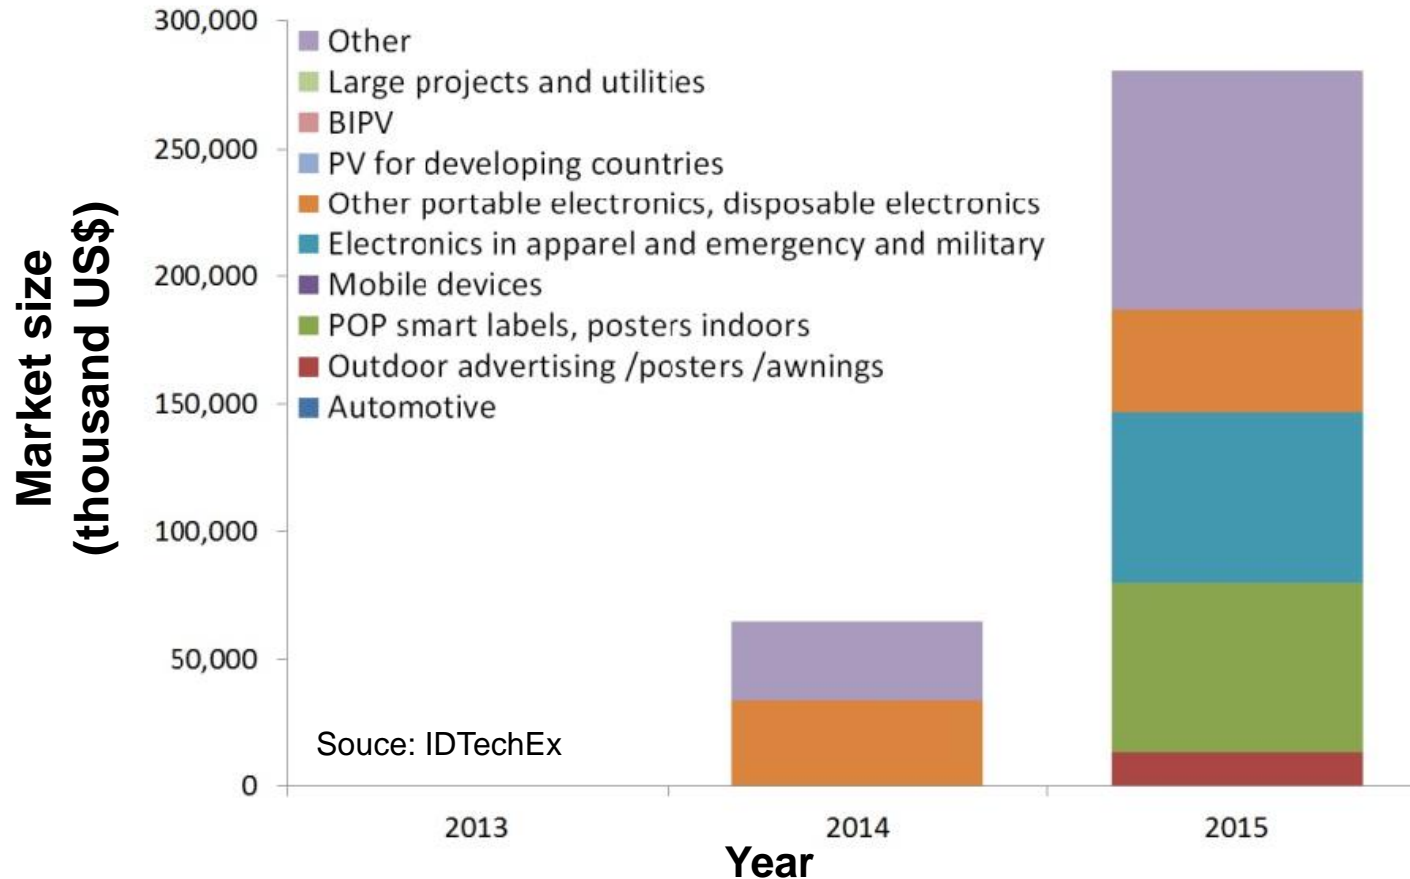 300,000
250,000
200,000
150,000
100,000
50,000
0
Market size
(thousand US$)
Other
Large projects and utilities
BIPV
PV for developing countries
Other portable electronics, disposable electronics
Electronics in apparel and emergency and military
Mobile devices
POP smart labels, posters indoors
Outdoor advertising /posters /awnings
Automotive
Souce: IDTechEx
2013
2014
2015
Year